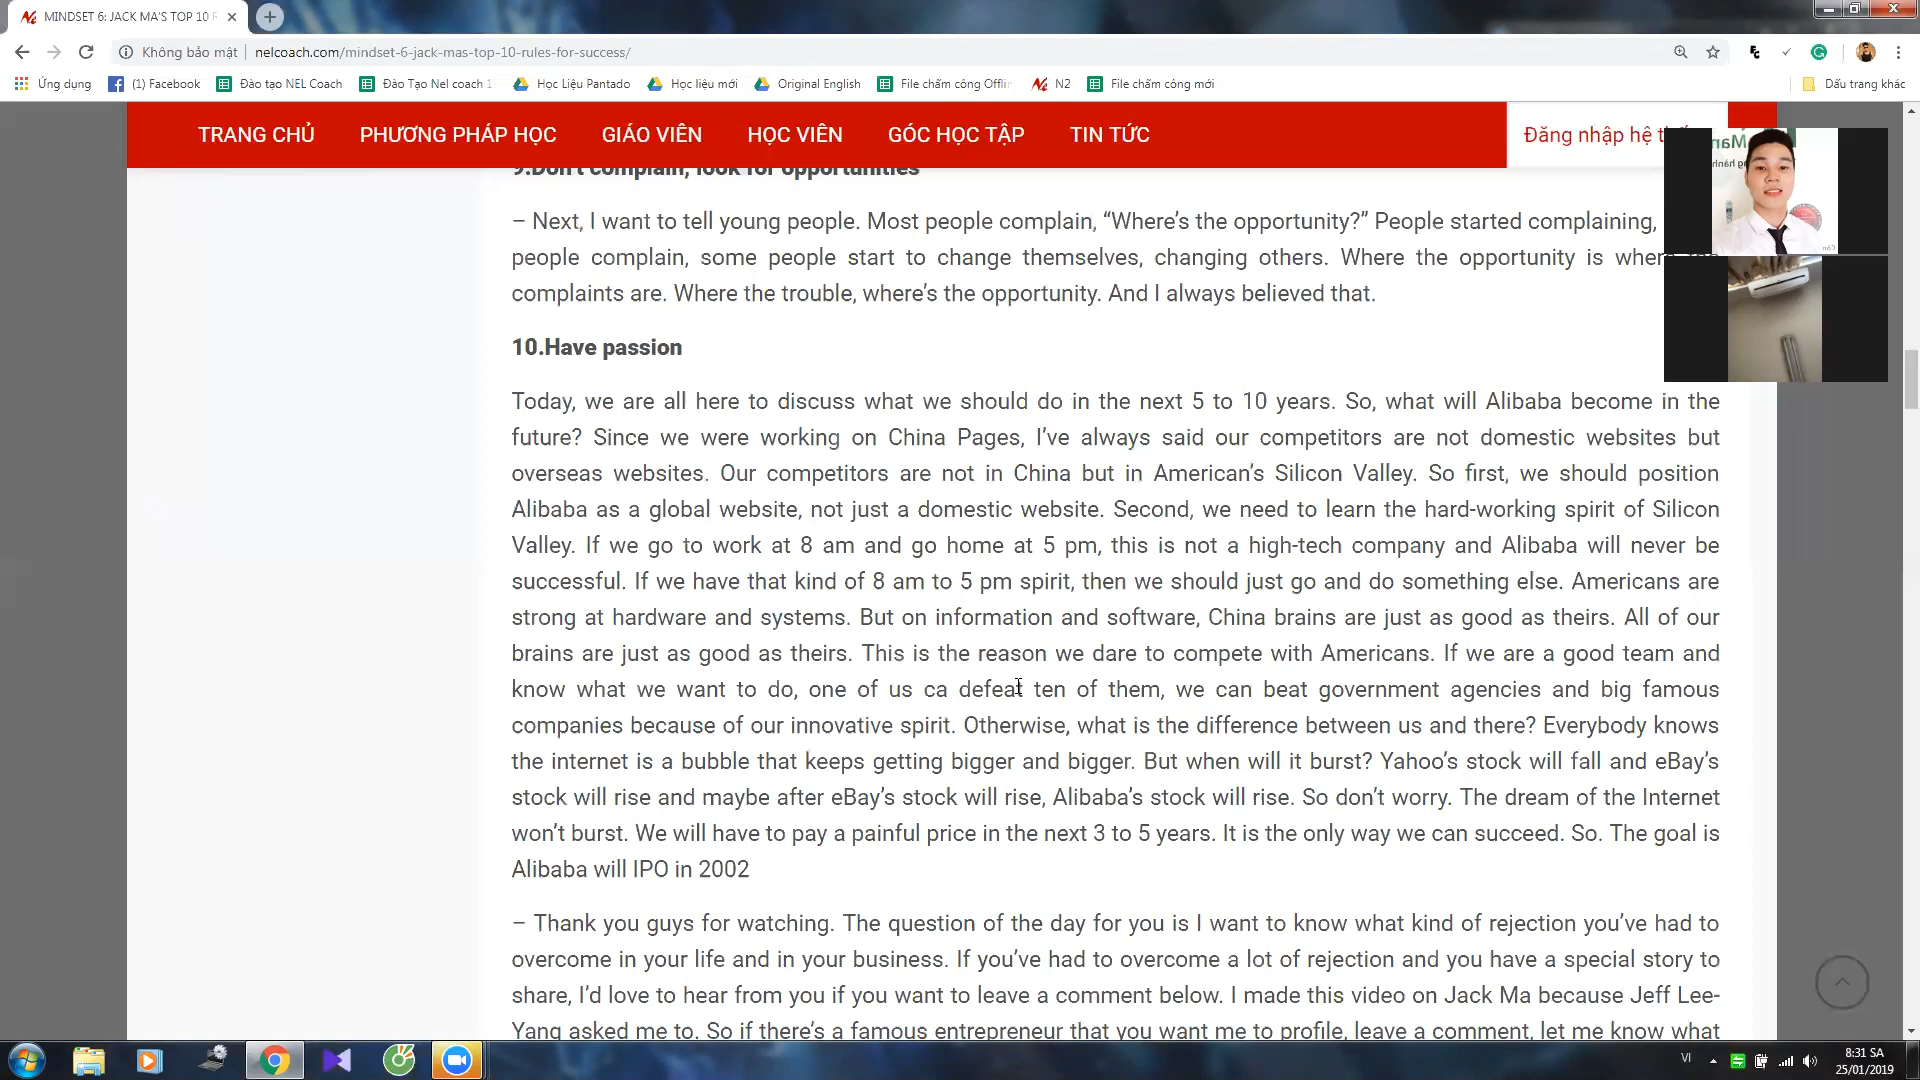 MINDSET 6: JACK MA'S TOP 10
Không bảo mật
nelcoach.com/mindset-6-jack-mas-top-10-rules-for-success/
Ứng dụng
(1) Facebook
Đào tạo NEL Coach
Đào Tạo Nel coach 1
Học Liệu Pantado
Học liệu mới
Original English
File chấm công Offlin
N2
File chấm công mới
Dấu trang khác
TRANG CHỦ
PHƯƠNG PHÁP HỌC
GIÁO VIÊN
HỌC VIÊN
GÓC HỌC TẬP
TIN TỨC
Đăng nhập hệ
9.Don't complain, look for opportunities
– Next, I want to tell young people. Most people complain, “Where’s the opportunity?” People started complaining,
people complain, some people start to change themselves, changing others. Where the opportunity is where
complaints are. Where the trouble, where’s the opportunity. And I always believed that.
10.Have passion
Today, we are all here to discuss what we should do in the next 5 to 10 years. So, what will Alibaba become in the
future? Since we were working on China Pages, I’ve always said our competitors are not domestic websites but
overseas websites. Our competitors are not in China but in American’s Silicon Valley. So first, we should position
Alibaba as a global website, not just a domestic website. Second, we need to learn the hard-working spirit of Silicon
Valley. If we go to work at 8 am and go home at 5 pm, this is not a high-tech company and Alibaba will never be
successful. If we have that kind of 8 am to 5 pm spirit, then we should just go and do something else. Americans are
strong at hardware and systems. But on information and software, China brains are just as good as theirs. All of our
brains are just as good as theirs. This is the reason we dare to compete with Americans. If we are a good team and
know what we want to do, one of us ca defeat ten of them, we can beat government agencies and big famous
companies because of our innovative spirit. Otherwise, what is the difference between us and there? Everybody knows
the internet is a bubble that keeps getting bigger and bigger. But when will it burst? Yahoo’s stock will fall and eBay’s
stock will rise and maybe after eBay’s stock will rise, Alibaba’s stock will rise. So don’t worry. The dream of the Internet
won’t burst. We will have to pay a painful price in the next 3 to 5 years. It is the only way we can succeed. So. The goal is
Alibaba will IPO in 2002
– Thank you guys for watching. The question of the day for you is I want to know what kind of rejection you’ve had to
overcome in your life and in your business. If you’ve had to overcome a lot of rejection and you have a special story to
share, I’d love to hear from you if you want to leave a comment below. I made this video on Jack Ma because Jeff Lee-
Yang asked me to. So if there’s a famous entrepreneur that you want me to profile, leave a comment, let me know what
VI
8:31 SA
25/01/2019